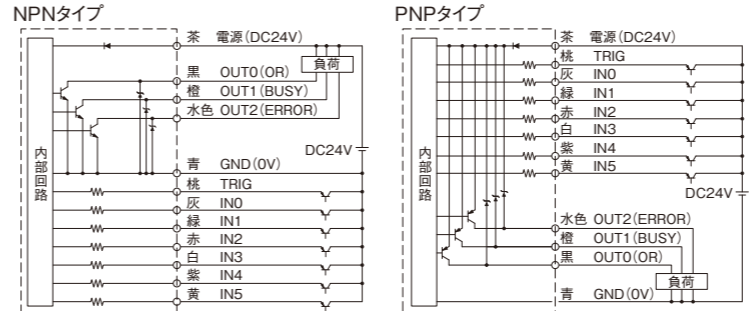 NPNタイプ
茶 電源(DC24V)
負荷
黒 OUT0(OR)
橙 OUT1(BUSY)
水色 OUT2(ERROR)
DC24V
内部回路
青 GND(0V)
桃 TRIG
灰 IN0
緑 IN1
赤 IN2
白 IN3
紫 IN4
黄 IN5
PNPタイプ
茶 電源(DC24V)
桃 TRIG
灰 IN0
緑 IN1
赤 IN2
白 IN3
紫 IN4
黄 IN5
内部回路
DC24V
水色 OUT2(ERROR)
橙 OUT1(BUSY)
黒 OUT0(OR)
負荷
青 GND(0V)